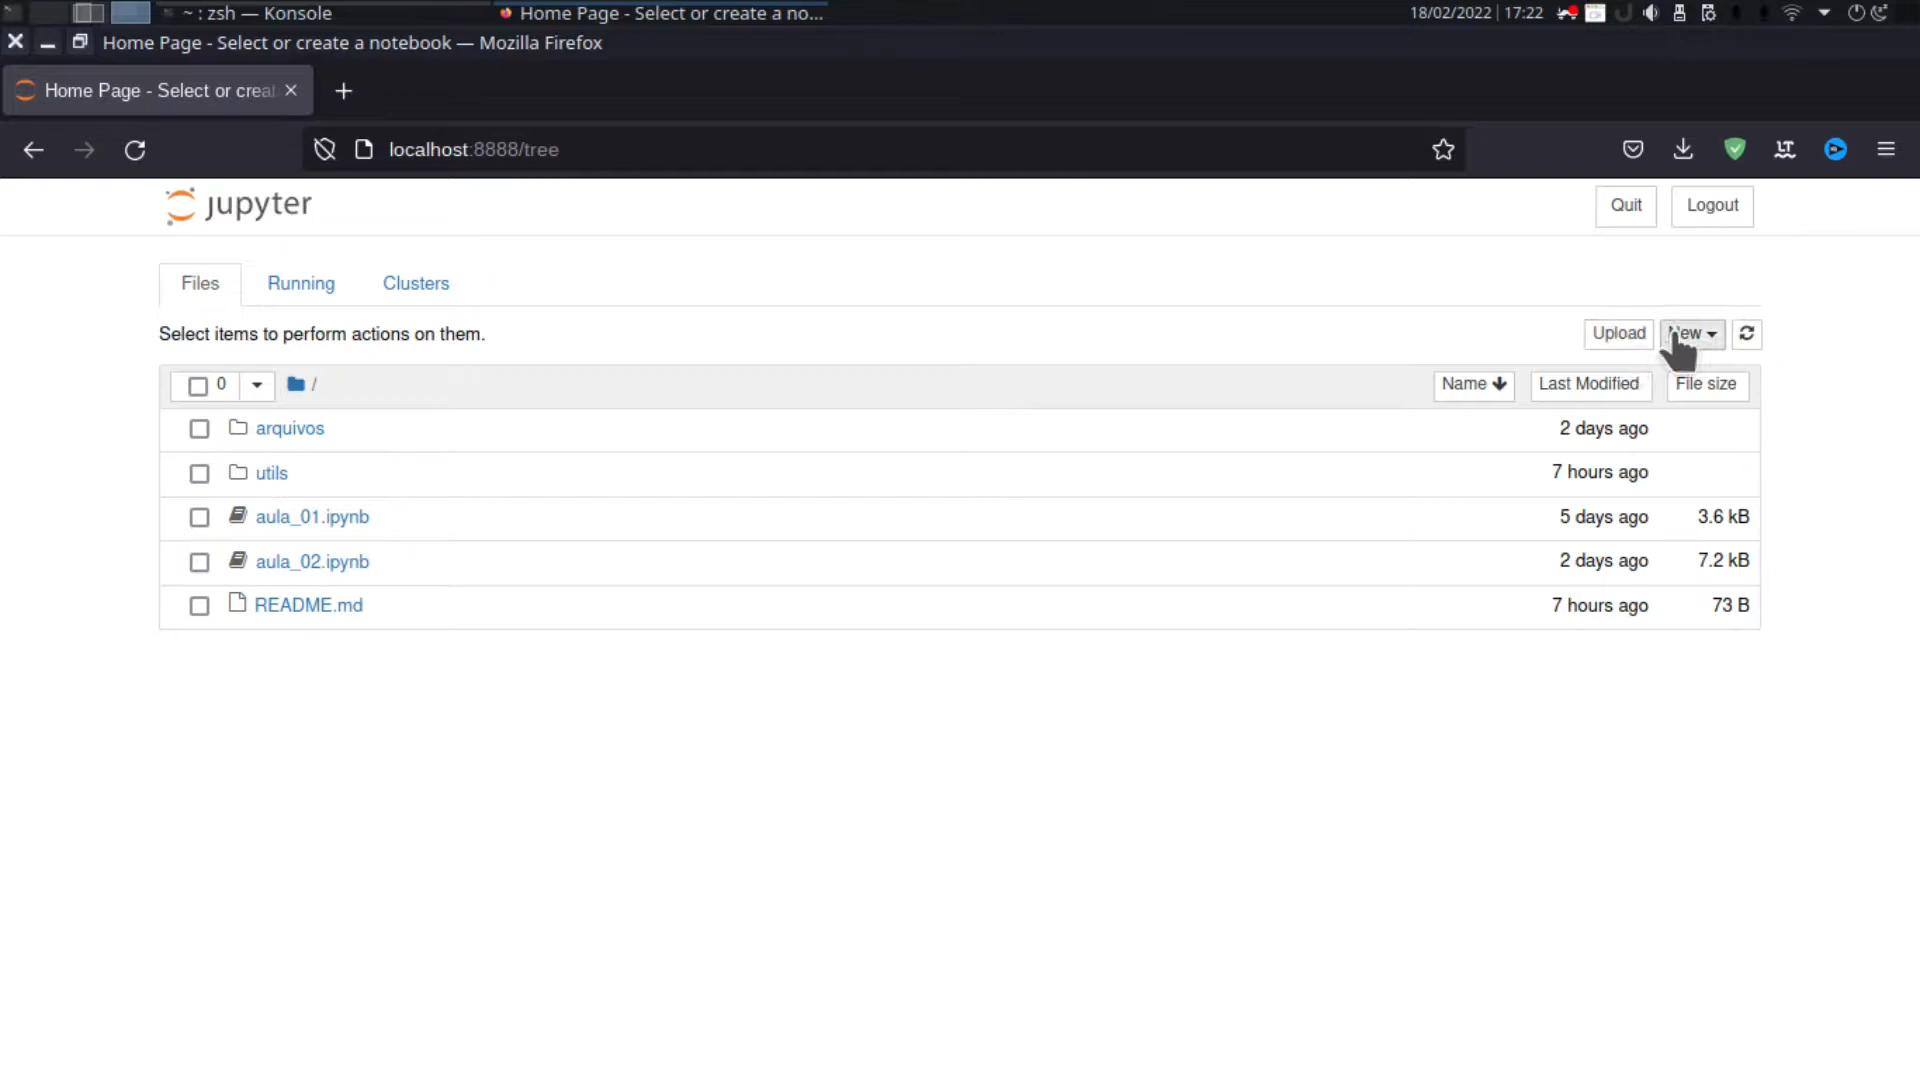 ~ : zsh — Konsole
Home Page - Select or create a no...
18/02/2022 | 17:22
Home Page - Select or create a notebook — Mozilla Firefox
Home Page - Select or creat
localhost:8888/tree
jupyter
Quit
Logout
Files
Running
Clusters
Select items to perform actions on them.
Upload
New
0
/
Name
Last Modified
File size
arquivos
2 days ago
utils
7 hours ago
aula_01.ipynb
5 days ago
3.6 kB
aula_02.ipynb
2 days ago
7.2 kB
README.md
7 hours ago
73 B